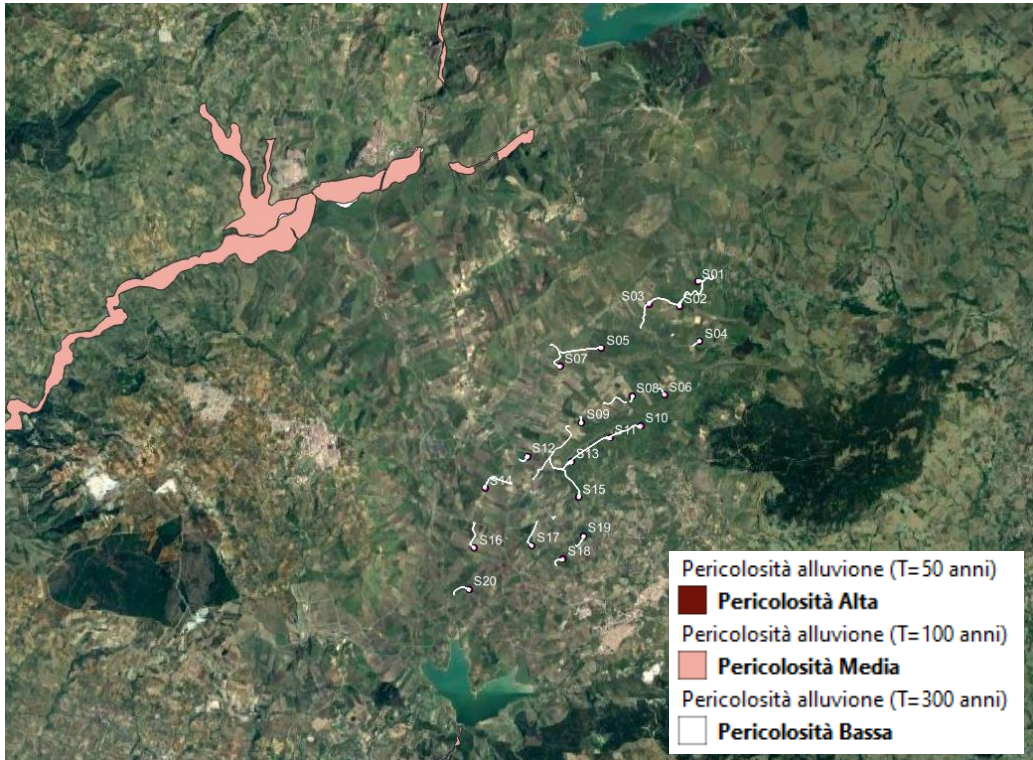 S01
S03
S02
S04
S05
S07
S08
S06
S09
S10
S11
S12
S13
S14
S15
S16
S17
S19
S18
S20
Pericolosità alluvione (T=50 anni)
Pericolosità Alta
Pericolosità alluvione (T=100 anni)
Pericolosità Media
Pericolosità alluvione (T=300 anni)
Pericolosità Bassa